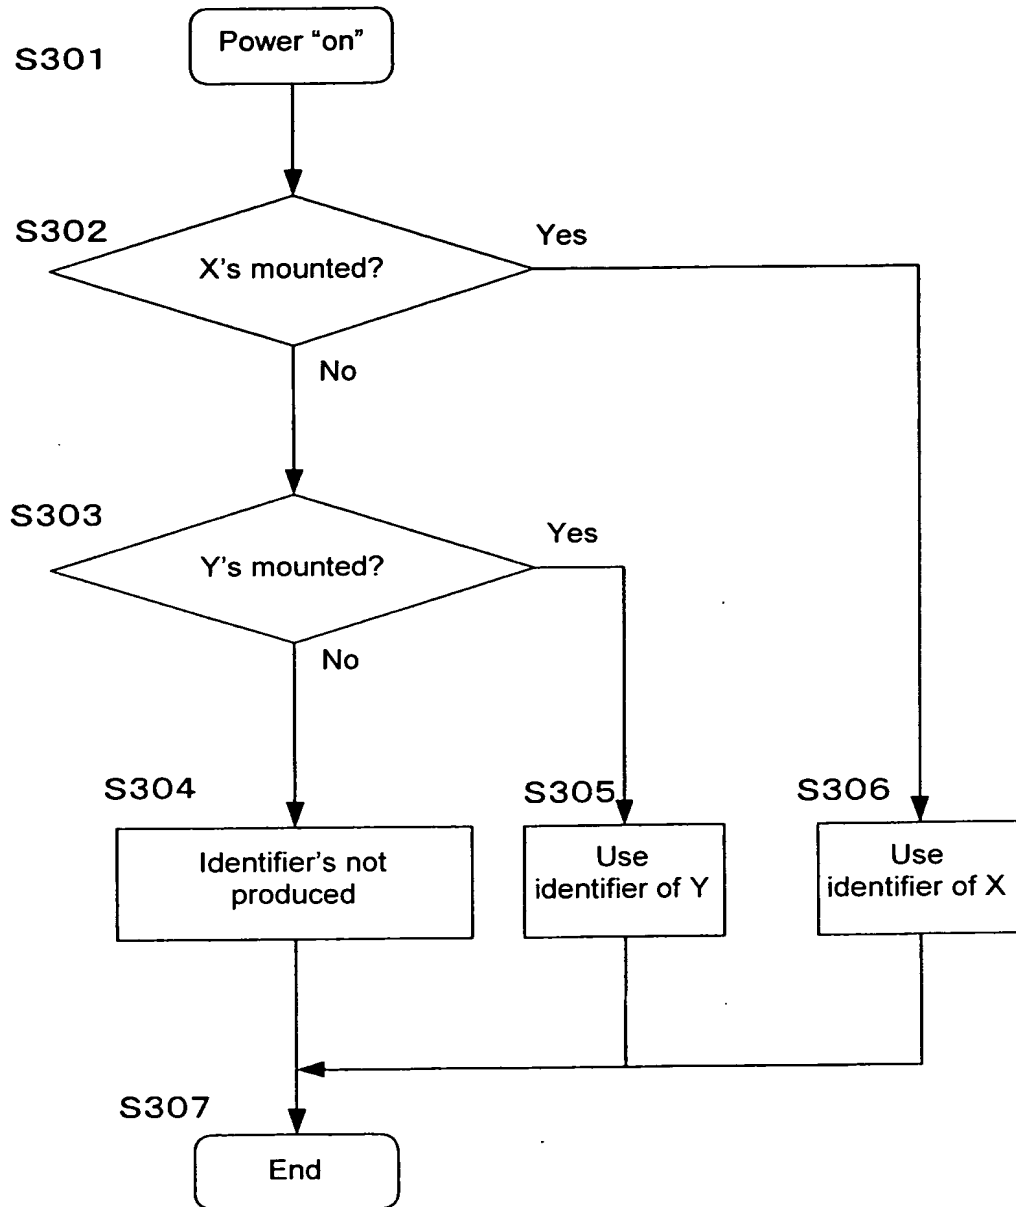 Power “on”
S301
S302
Yes
X's mounted?
No
S303
Yes
Y's mounted?
No
S304
S305
S306
Identifier's not
produced
Use
identifier of Y
Use
identifier of X
S307
End